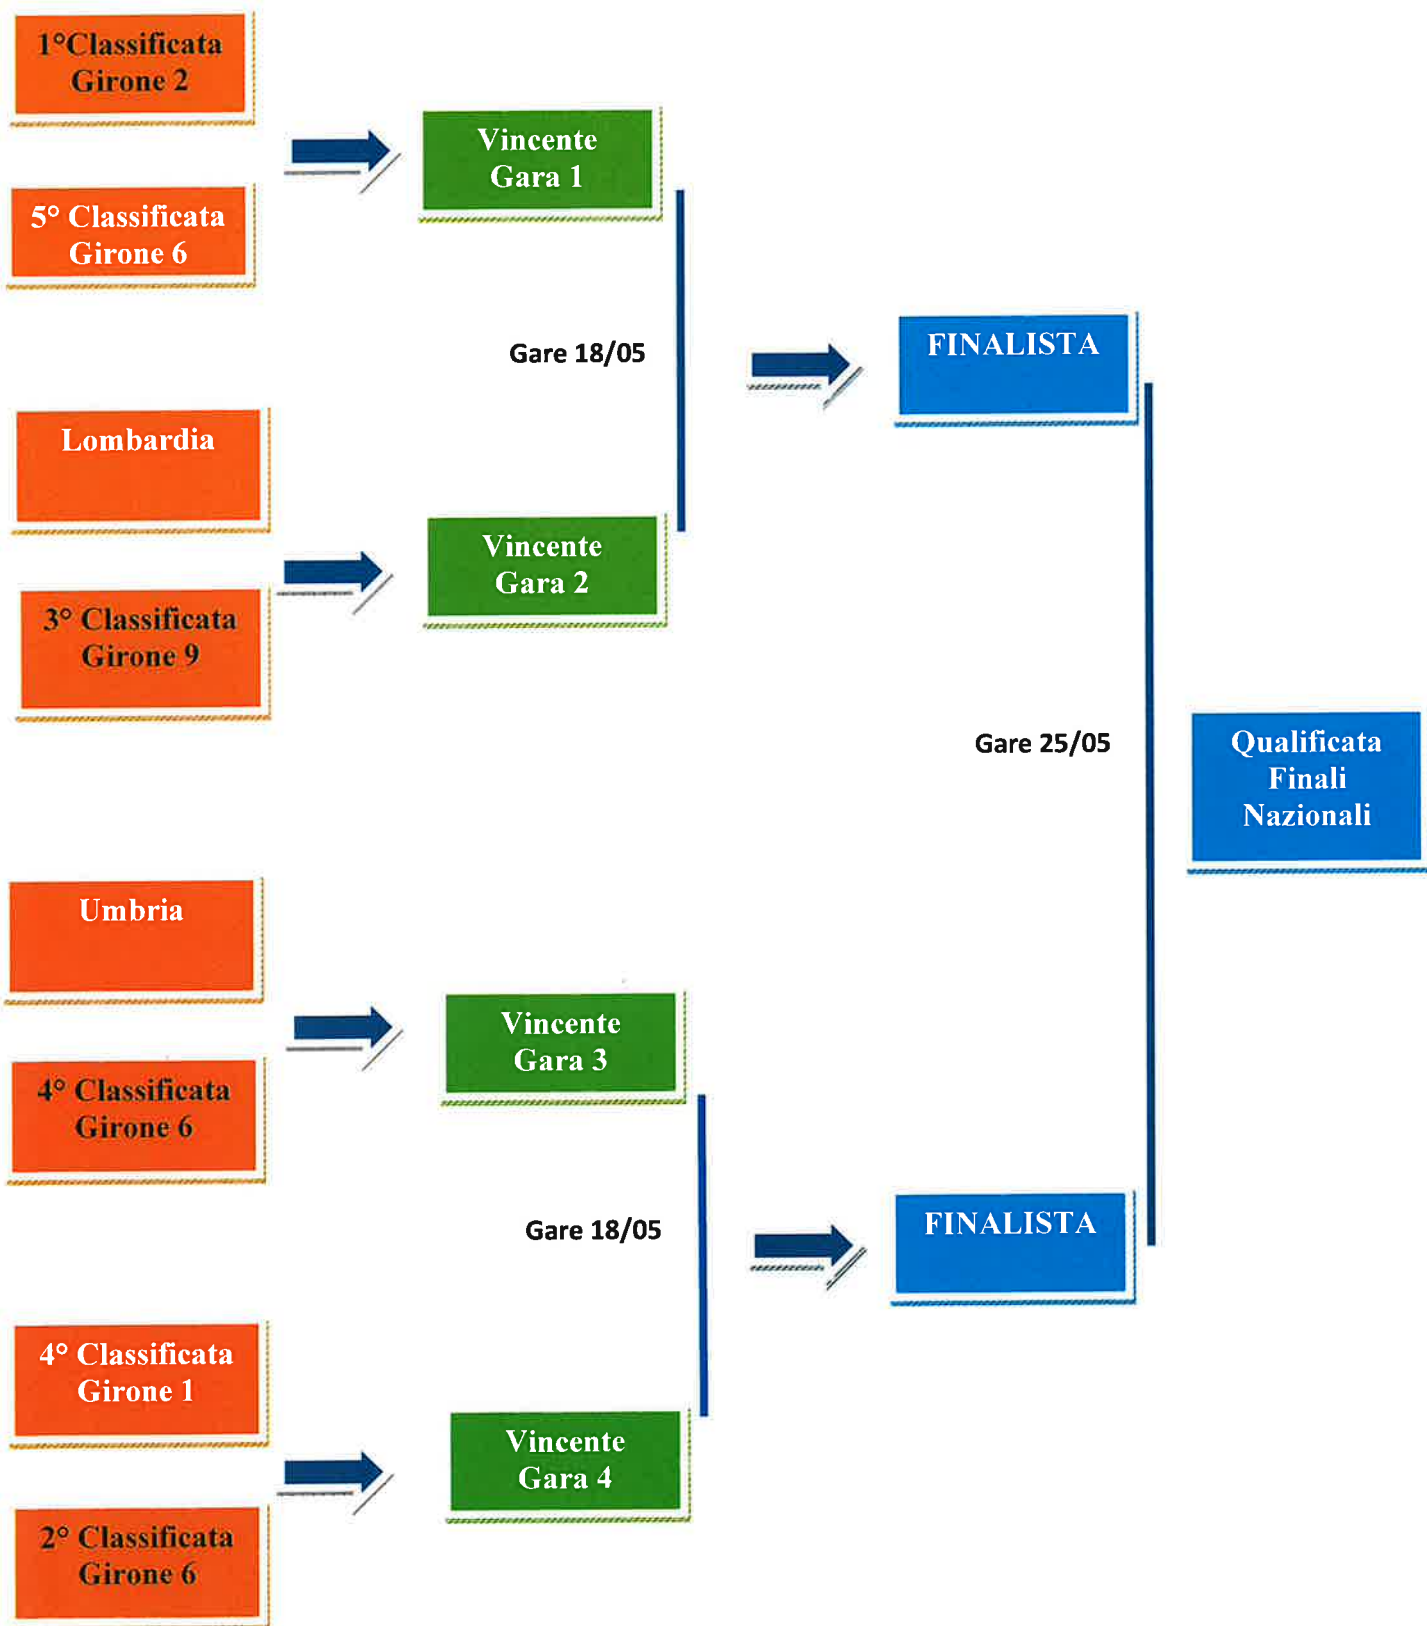 1°Classificata
Girone 2
5° Classificata
Girone 6
Vincente
Gara 1
Gare 18/05
Lombardia
3° Classificata
Girone 9
Vincente
Gara 2
FINALISTA
Gare 25/05
Qualificata
Finali
Nazionali
Umbria
4° Classificata
Girone 6
Vincente
Gara 3
Gare 18/05
FINALISTA
4° Classificata
Girone 1
2° Classificata
Girone 6
Vincente
Gara 4